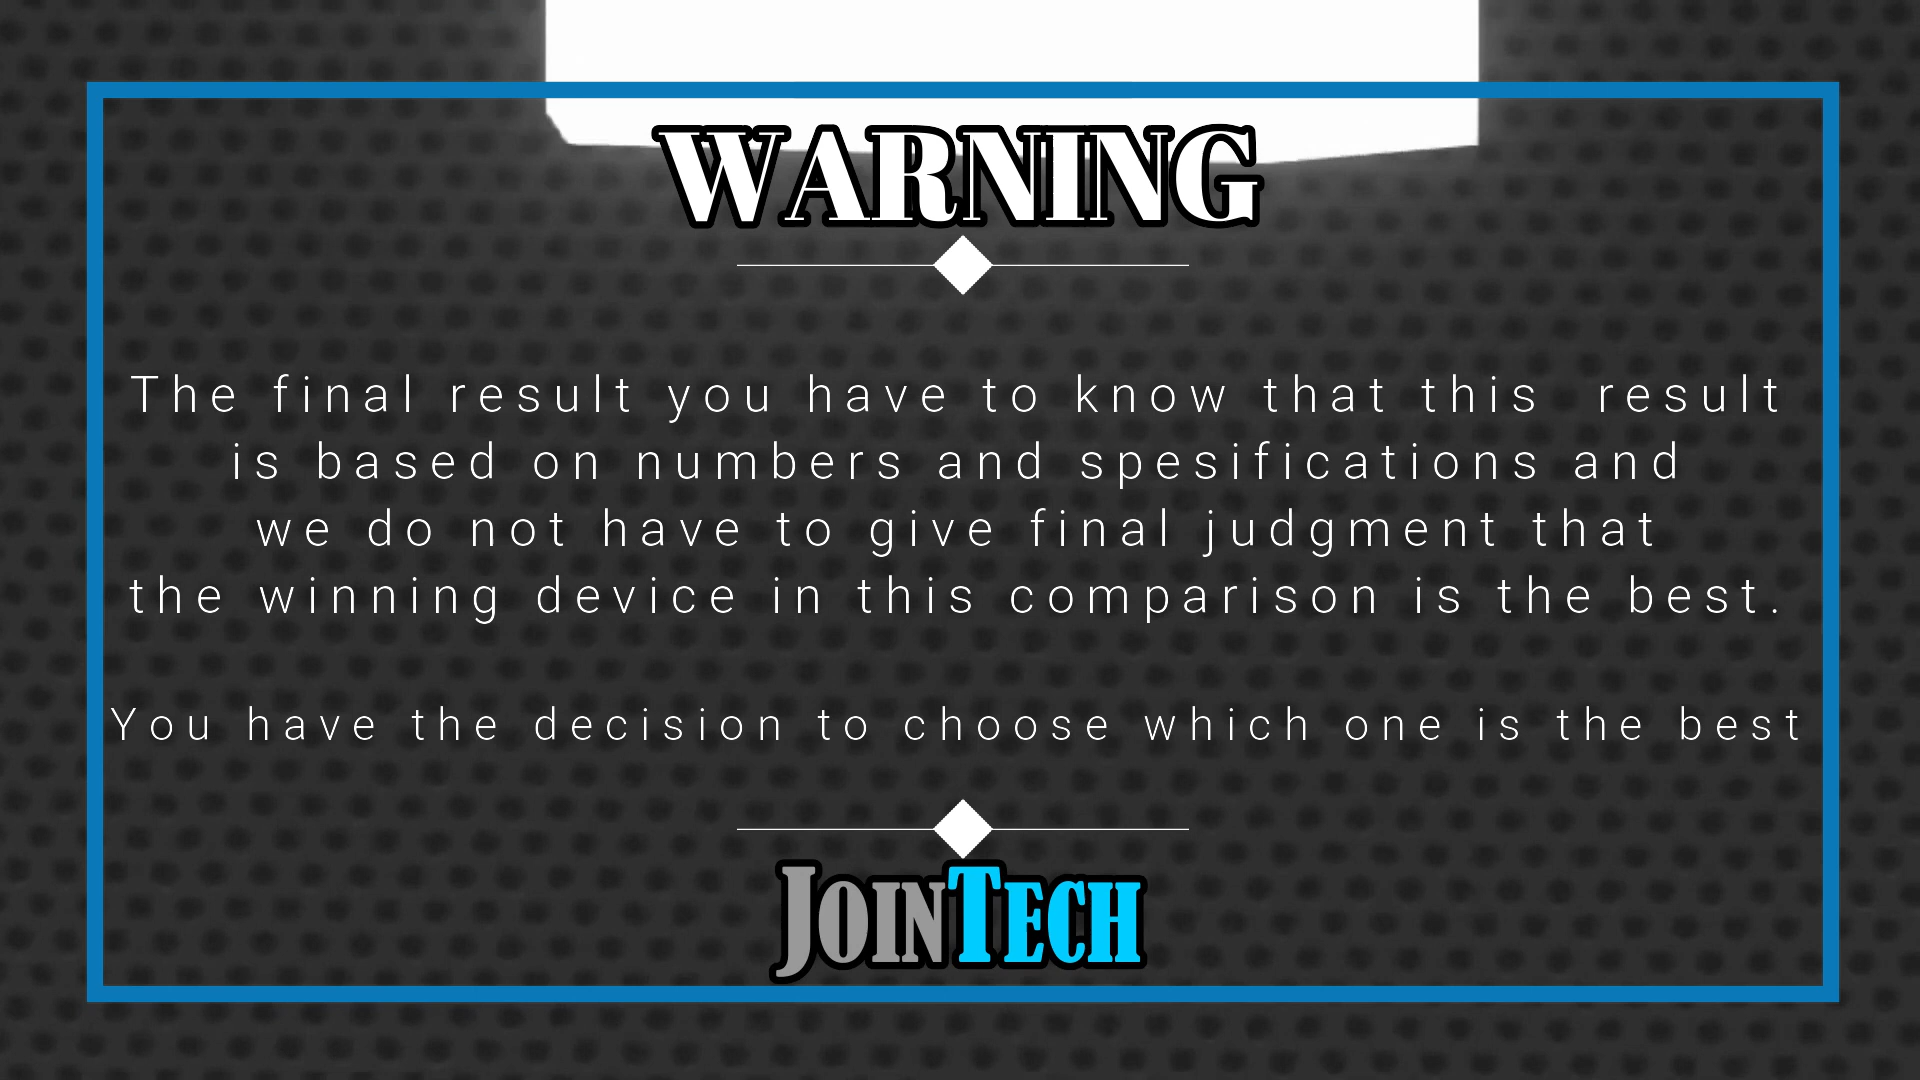 WARNING
The final result you have to know that this result
is based on numbers and spesifications and
we do not have to give final judgment that
the winning device in this comparison is the best.
You have the decision to choose which one is the best
JOINTECH